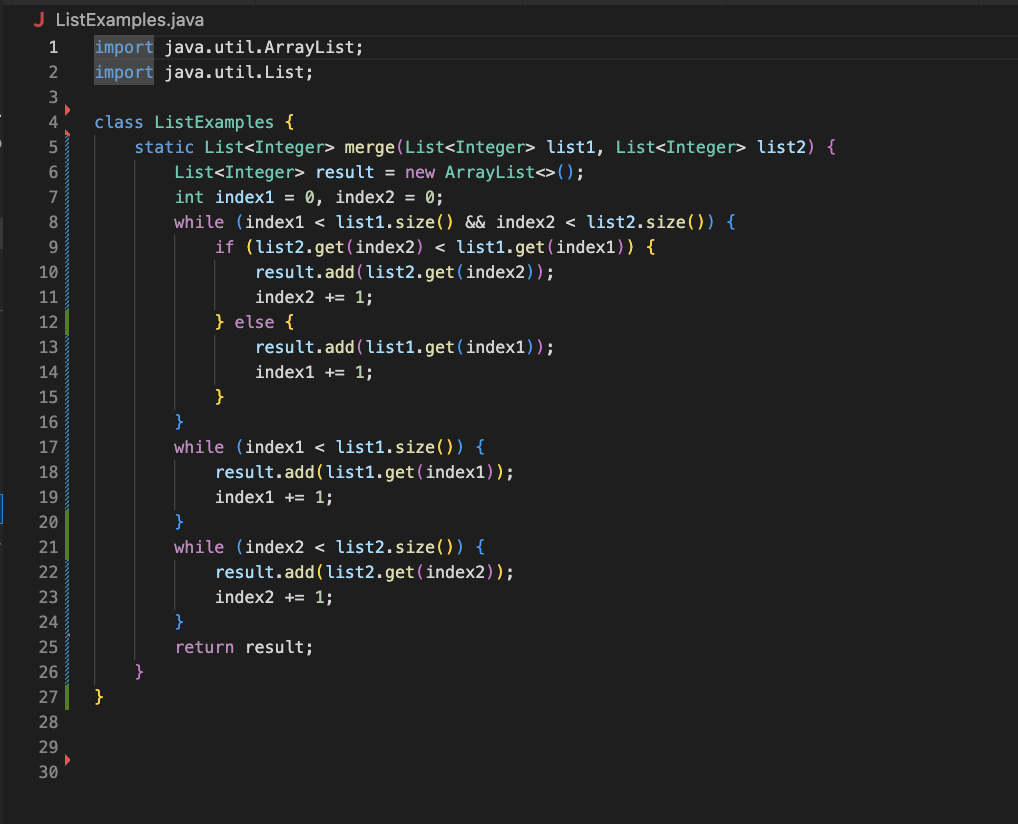 J ListExamples.java
1 import java.util.ArrayList;
2 import java.util.List;
3
4 class ListExamples {
5     static List<Integer> merge(List<Integer> list1, List<Integer> list2) {
6         List<Integer> result = new ArrayList<>();
7         int index1 = 0, index2 = 0;
8         while (index1 < list1.size() && index2 < list2.size()) {
9             if (list2.get(index2) < list1.get(index1)) {
10                 result.add(list2.get(index2));
11                 index2 += 1;
12             } else {
13                 result.add(list1.get(index1));
14                 index1 += 1;
15             }
16         }
17         while (index1 < list1.size()) {
18             result.add(list1.get(index1));
19             index1 += 1;
20         }
21         while (index2 < list2.size()) {
22             result.add(list2.get(index2));
23             index2 += 1;
24         }
25         return result;
26     }
27 }
28
29
30